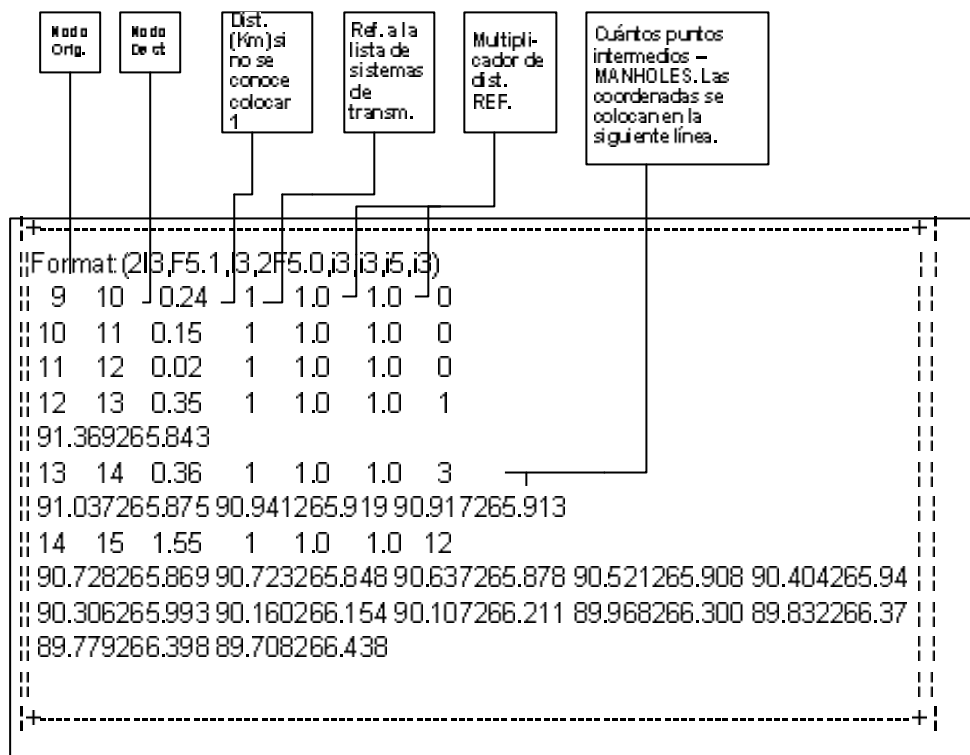 Nodo
Orig.
Nodo
Dest
Dist.
(Km)si
no se
conoce
colocar
1
Ref. a la
lista de
sistemas
de
transm.
Multipli-
cador de
dist.
REF.
Cuántos puntos
intermedios –
MANHOLES. Las
coordenadas se
colocan en la
siguiente línea.
Format:(2I3,F5.1,I3,2F5.0,i3,i3,i5,i3)
9 10 0.24 1 1.0 1.0 0
10 11 0.15 1 1.0 1.0 0
11 12 0.02 1 1.0 1.0 0
12 13 0.35 1 1.0 1.0 1
91.369265.843
13 14 0.36 1 1.0 1.0 3
91.037265.875 90.941265.919 90.917265.913
14 15 1.55 1 1.0 1.0 12
90.728265.869 90.723265.848 90.637265.878 90.521265.908 90.404265.94
90.306265.993 90.160266.154 90.107266.211 89.968266.300 89.832266.37
89.779266.398 89.708266.438